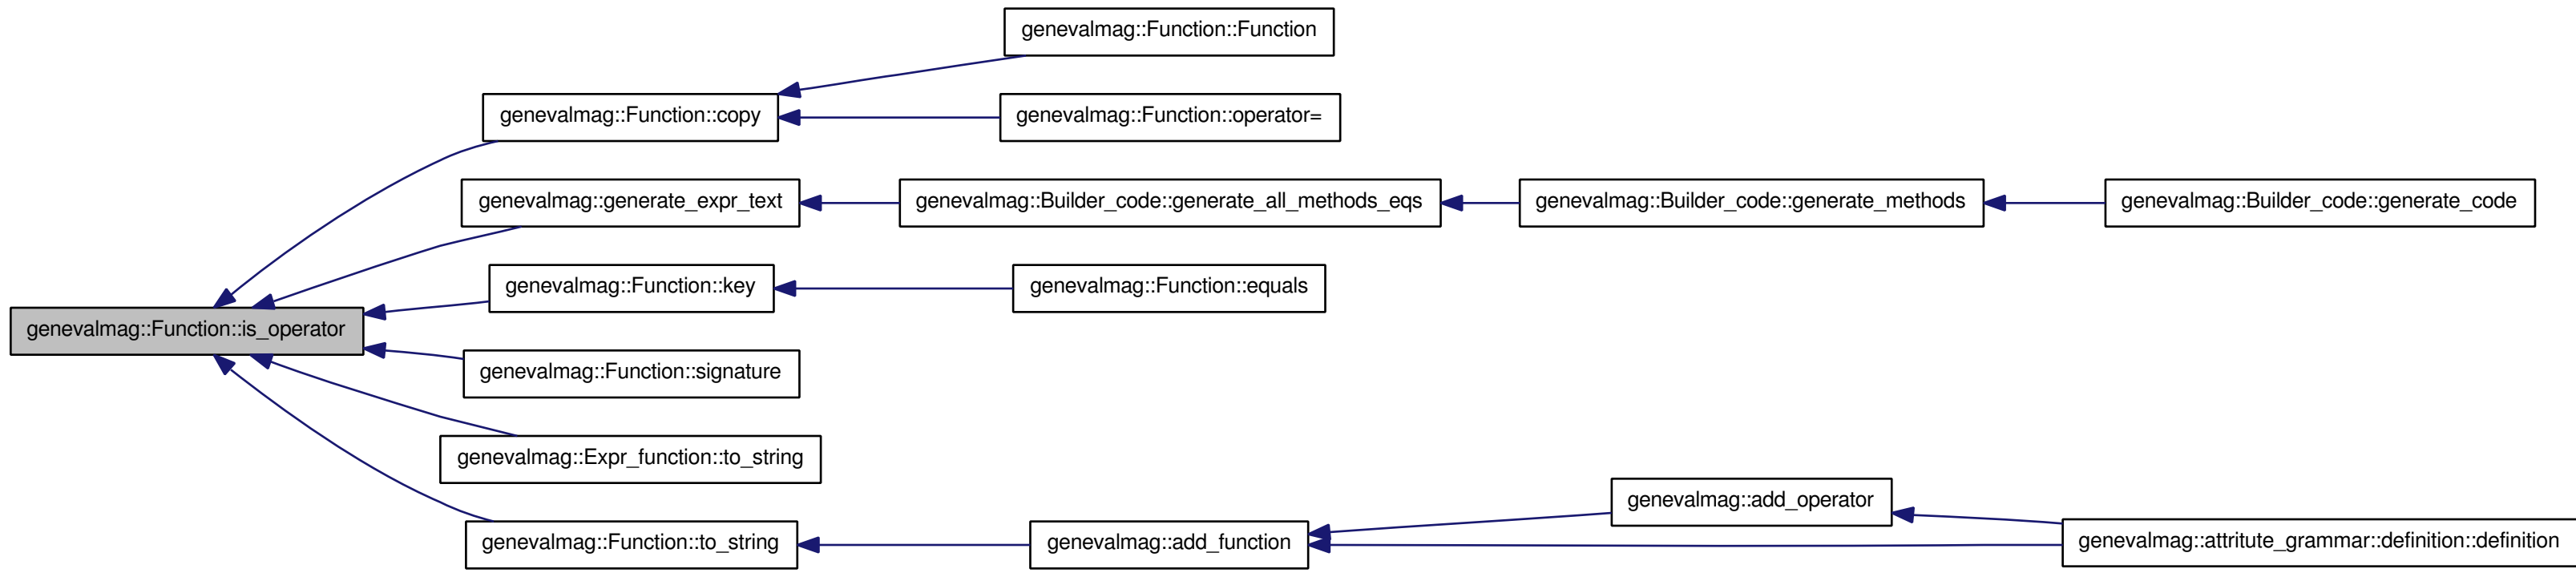 genevalmag::Function::Function
genevalmag::Function::copy
genevalmag::Function::operator=
genevalmag::generate_expr_text
genevalmag::Builder_code::generate_all_methods_eqs
genevalmag::Builder_code::generate_methods
genevalmag::Builder_code::generate_code
genevalmag::Function::key
genevalmag::Function::equals
genevalmag::Function::is_operator
genevalmag::Function::signature
genevalmag::Expr_function::to_string
genevalmag::add_operator
genevalmag::Function::to_string
genevalmag::add_function
genevalmag::attritute_grammar::definition::definition